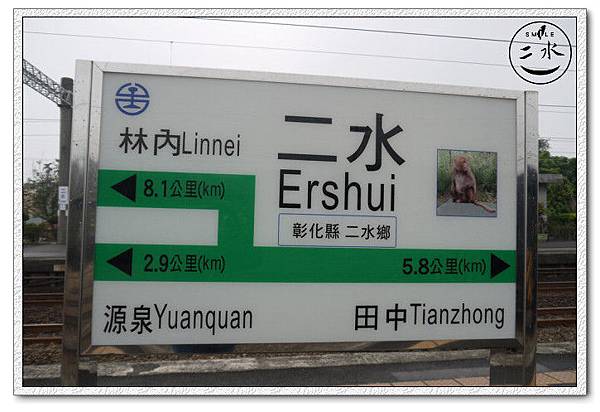 SMILE
二水
林內Linnei
二水
Ershui
8.1公里(km)
彰化縣 二水鄉
2.9公里(km)
5.8公里(km)
源泉Yuanquan
田中Tianzhong